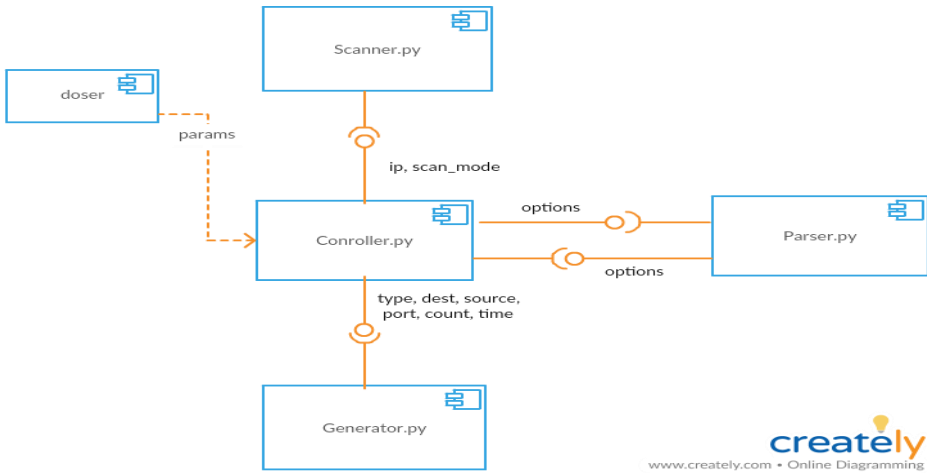 Scanner.py
doser
params
ip, scan_mode
options
Conroller.py
Parser.py
options
type, dest, source,
port, count, time
Generator.py
creately
www.creately.com • Online Diagramming